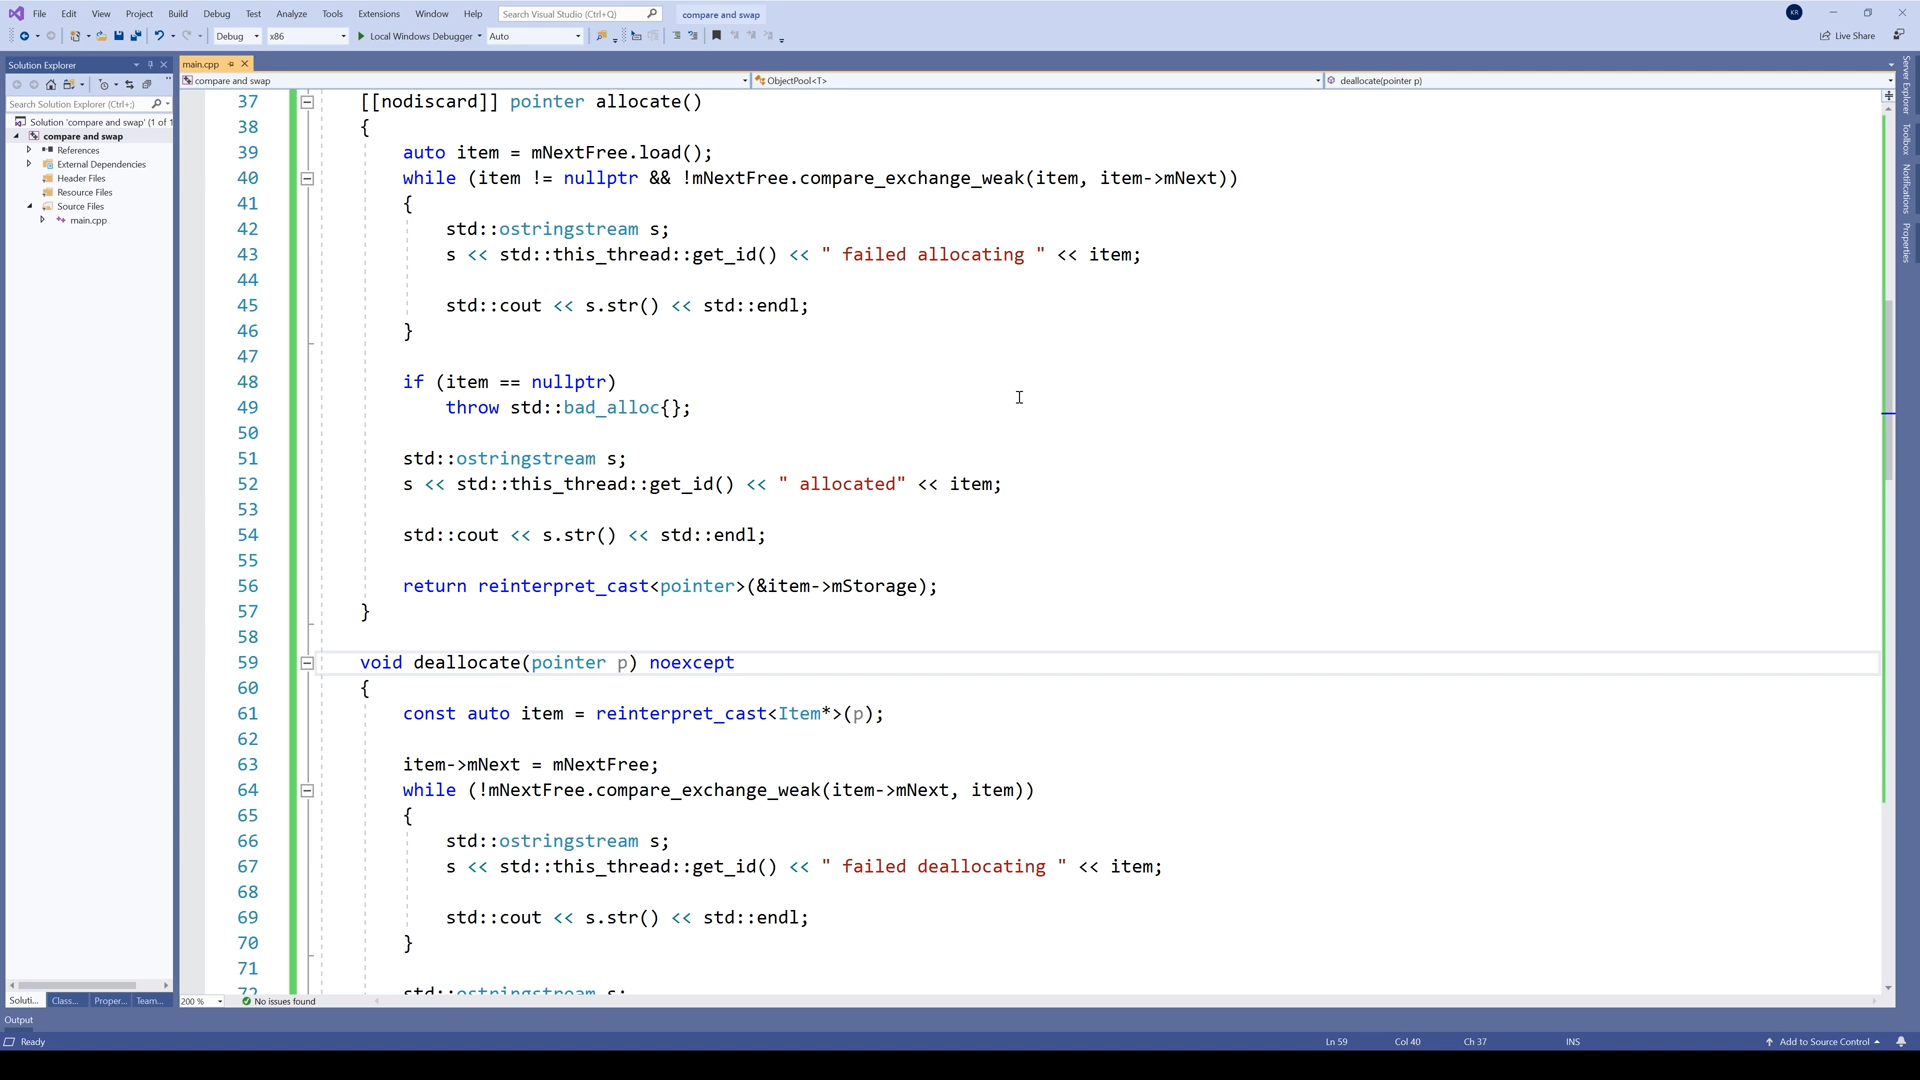 File Edit View Project Build Debug Test Analyze Tools Extensions Window Help Search Visual Studio (Ctrl+Q) compare and swap KR
Debug x86 Local Windows Debugger Auto Live Share
Solution Explorer
Search Solution Explorer (Ctrl+;)
Solution 'compare and swap' (1 of 1
compare and swap
References
External Dependencies
Header Files
Resource Files
Source Files
main.cpp
main.cpp
compare and swap ObjectPool<T> deallocate(pointer p)
37 [[nodiscard]] pointer allocate()
38 {
39 auto item = mNextFree.load();
40 while (item != nullptr && !mNextFree.compare_exchange_weak(item, item->mNext))
41 {
42 std::ostringstream s;
43 s << std::this_thread::get_id() << " failed allocating " << item;
44
45 std::cout << s.str() << std::endl;
46 }
47
48 if (item == nullptr)
49 throw std::bad_alloc{};
50
51 std::ostringstream s;
52 s << std::this_thread::get_id() << " allocated" << item;
53
54 std::cout << s.str() << std::endl;
55
56 return reinterpret_cast<pointer>(&item->mStorage);
57 }
58
59 void deallocate(pointer p) noexcept
60 {
61 const auto item = reinterpret_cast<Item*>(p);
62
63 item->mNext = mNextFree;
64 while (!mNextFree.compare_exchange_weak(item->mNext, item))
65 {
66 std::ostringstream s;
67 s << std::this_thread::get_id() << " failed deallocating " << item;
68
69 std::cout << s.str() << std::endl;
70 }
71
72 std::ostringstream s;
Server Explorer
Toolbox
Notifications
Properties
Soluti... Class... Proper... Team... 200 % No issues found
Output
Ready Ln 59 Col 40 Ch 37 INS Add to Source Control